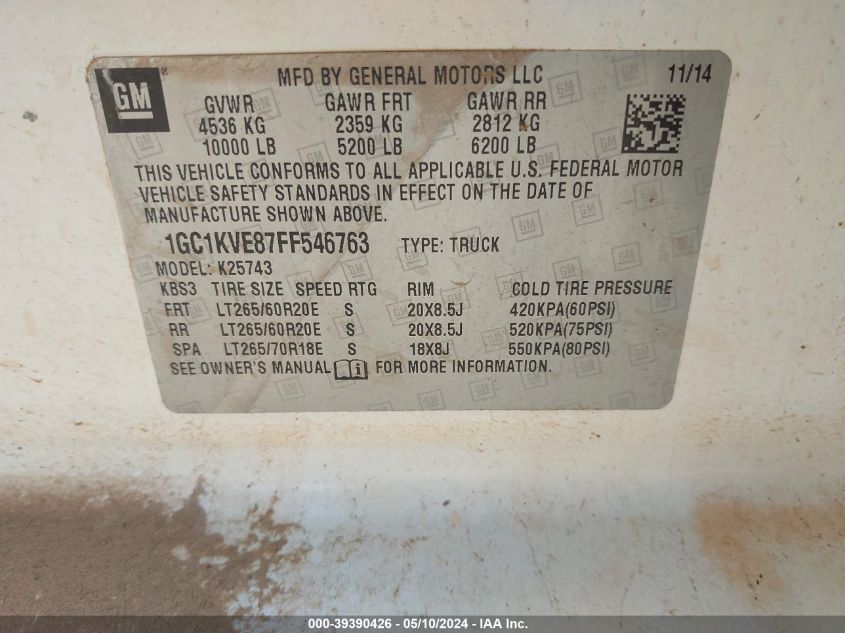 GM ® MFD BY GENERAL MOTORS LLC 11/14
GVWR GAWR FRT GAWR RR
4536 KG 2359 KG 2812 KG
10000 LB 5200 LB 6200 LB
THIS VEHICLE CONFORMS TO ALL APPLICABLE U.S. FEDERAL MOTOR
VEHICLE SAFETY STANDARDS IN EFFECT ON THE DATE OF
MANUFACTURE SHOWN ABOVE.
1GC1KVE87FF546763 TYPE: TRUCK
MODEL: K25743
KBS3 TIRE SIZE SPEED RTG RIM COLD TIRE PRESSURE
FRT LT265/60R20E S 20X8.5J 420KPA(60PSI)
RR LT265/60R20E S 20X8.5J 520KPA(75PSI)
SPA LT265/70R18E S 18X8J 550KPA(80PSI)
SEE OWNER'S MANUAL i FOR MORE INFORMATION.
000-39390426 - 05/10/2024 - IAA Inc.